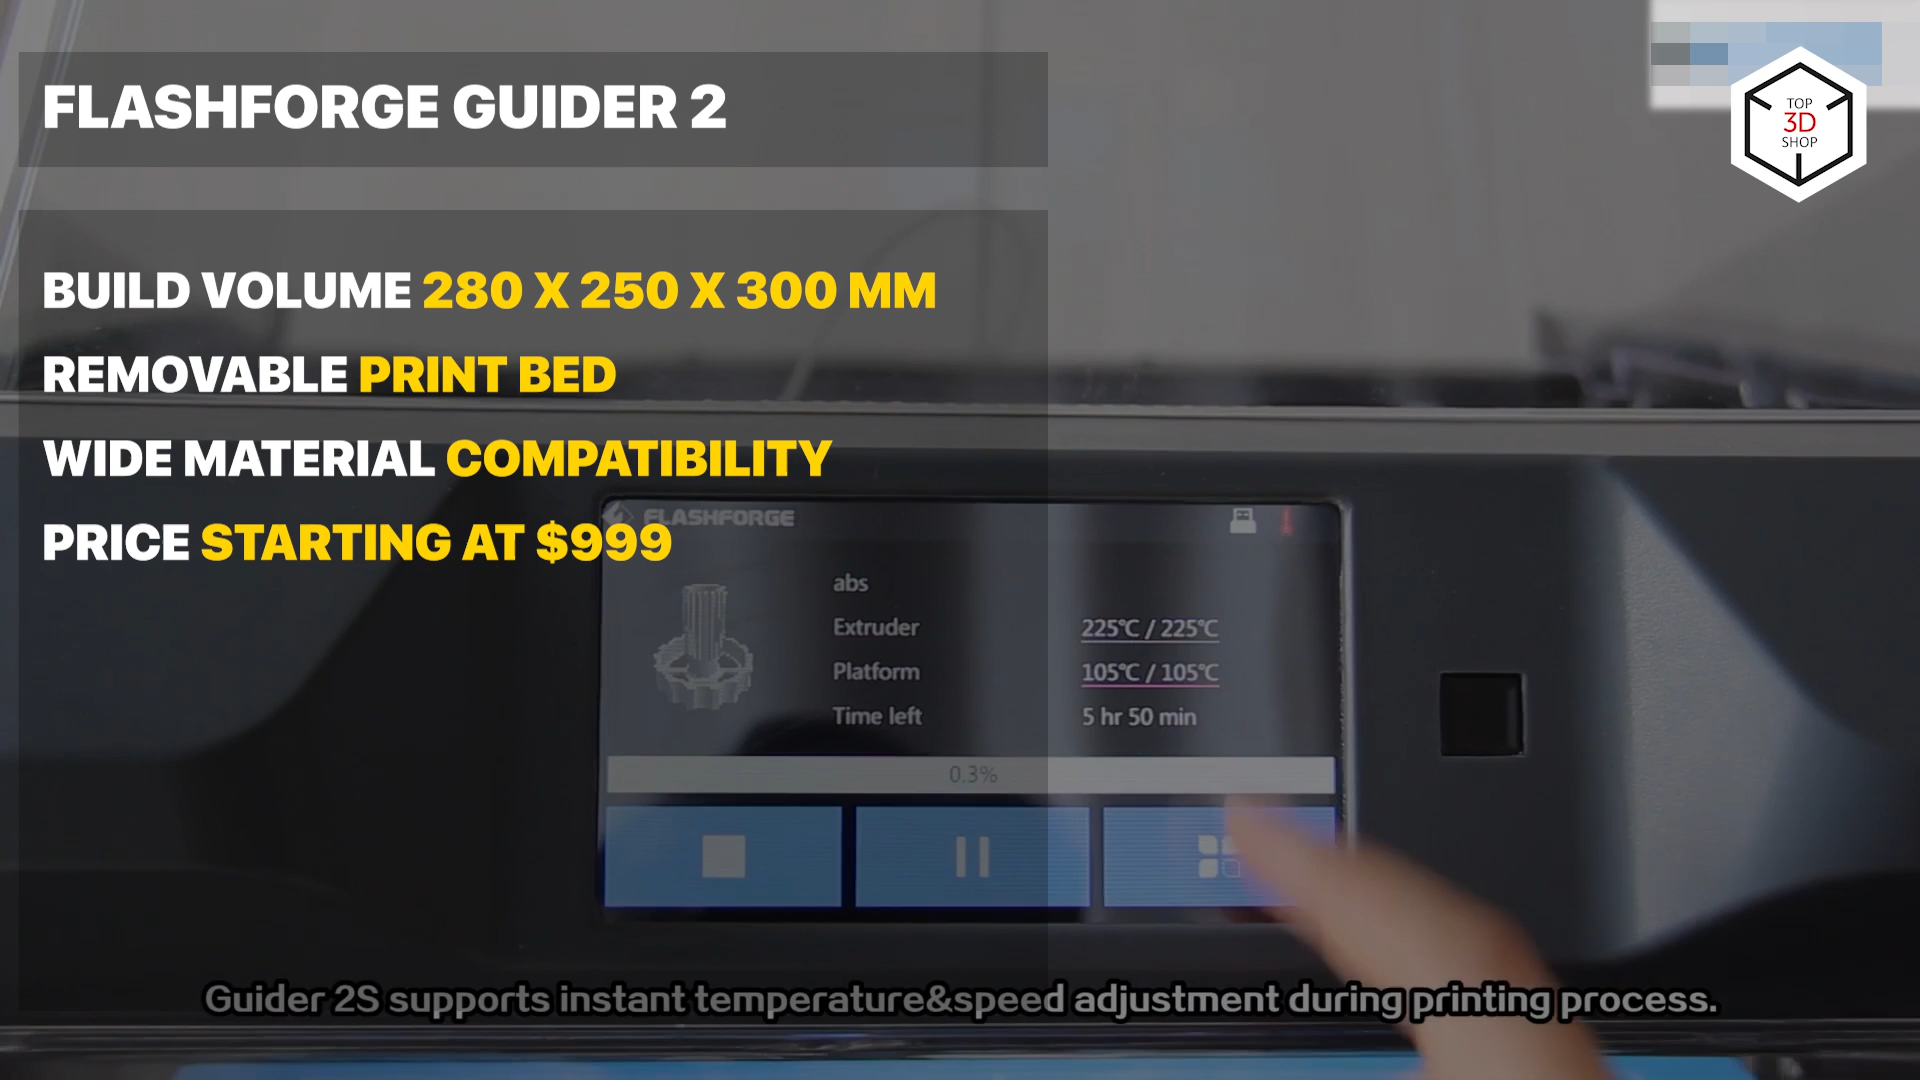 FLASHFORGE GUIDER 2
TOP
3D
SHOP
BUILD VOLUME 280 X 250 X 300 MM
REMOVABLE PRINT BED
WIDE MATERIAL COMPATIBILITY
PRICE STARTING AT $999
FLASHFORGE
abs
Extruder 225℃ / 225℃
Platform 105℃ / 105℃
Time left 5 hr 50 min
0.3%
Guider 2S supports instant temperature&speed adjustment during printing process.